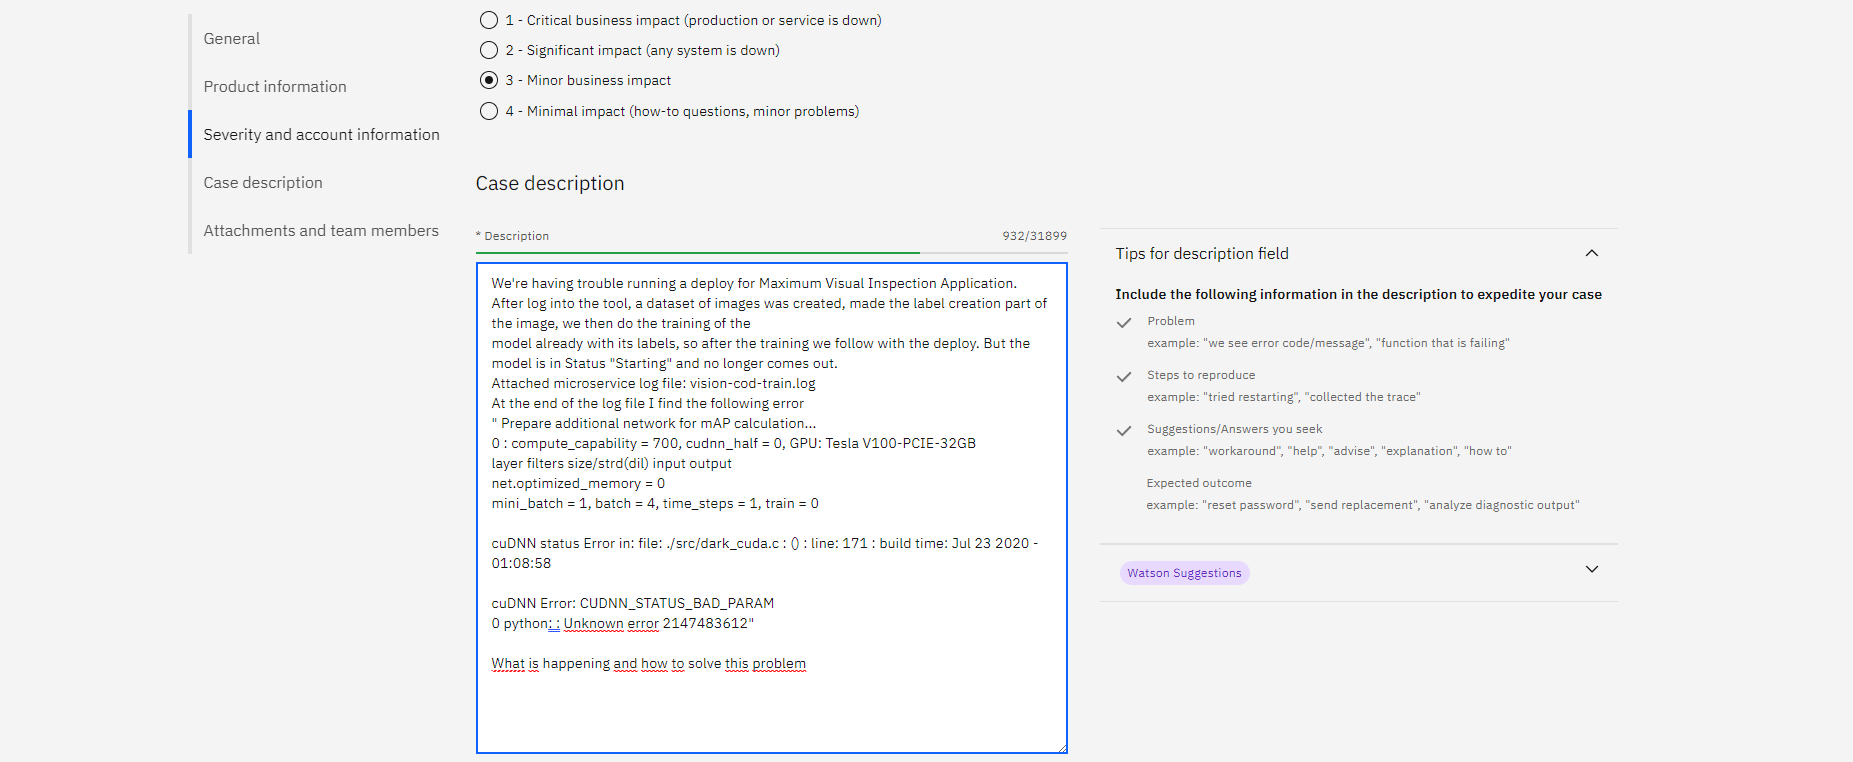 General
Product information
Severity and account information
Case description
Attachments and team members
1 - Critical business impact (production or service is down)
2 - Significant impact (any system is down)
3 - Minor business impact
4 - Minimal impact (how-to questions, minor problems)
Case description
* Description
932/31899
We're having trouble running a deploy for Maximum Visual Inspection Application.
After log into the tool, a dataset of images was created, made the label creation part of
the image, we then do the training of the
model already with its labels, so after the training we follow with the deploy. But the
model is in Status "Starting" and no longer comes out.
Attached microservice log file: vision-cod-train.log
At the end of the log file I find the following error
" Prepare additional network for mAP calculation...
0 : compute_capability = 700, cudnn_half = 0, GPU: Tesla V100-PCIE-32GB
layer filters size/strd(dil) input output
net.optimized_memory = 0
mini_batch = 1, batch = 4, time_steps = 1, train = 0
cuDNN status Error in: file: ./src/dark_cuda.c : () : line: 171 : build time: Jul 23 2020 -
01:08:58
cuDNN Error: CUDNN_STATUS_BAD_PARAM
0 python: : Unknown error 2147483612"
What is happening and how to solve this problem
Tips for description field
Include the following information in the description to expedite your case
Problem
example: "we see error code/message", "function that is failing"
Steps to reproduce
example: "tried restarting", "collected the trace"
Suggestions/Answers you seek
example: "workaround", "help", "advise", "explanation", "how to"
Expected outcome
example: "reset password", "send replacement", "analyze diagnostic output"
Watson Suggestions